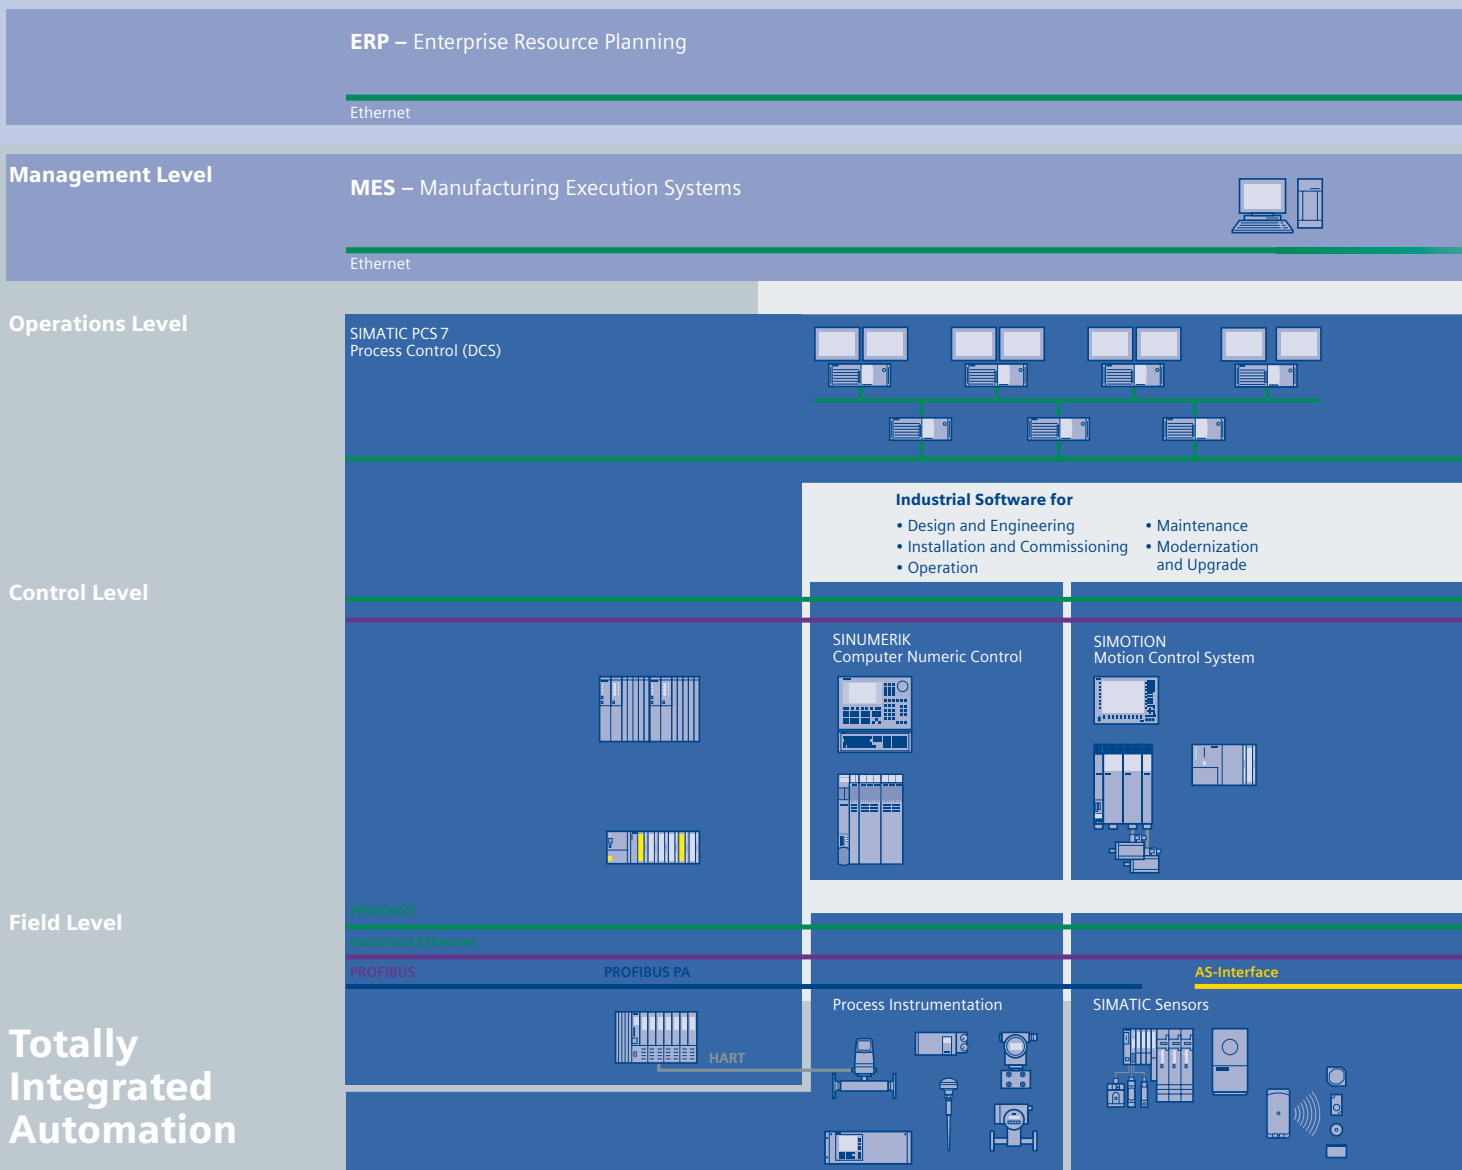 ERP – Enterprise Resource Planning
Ethernet
Management Level
MES – Manufacturing Execution Systems
Ethernet
Operations Level
SIMATIC PCS 7
Process Control (DCS)
Industrial Software for
• Design and Engineering
• Installation and Commissioning
• Operation
• Maintenance
• Modernization
and Upgrade
Control Level
SINUMERIK
Computer Numeric Control
SIMOTION
Motion Control System
Field Level
PROFINET
Industrial Ethernet
PROFIBUS
PROFIBUS PA
AS-Interface
Process Instrumentation
SIMATIC Sensors
HART
Totally
Integrated
Automation